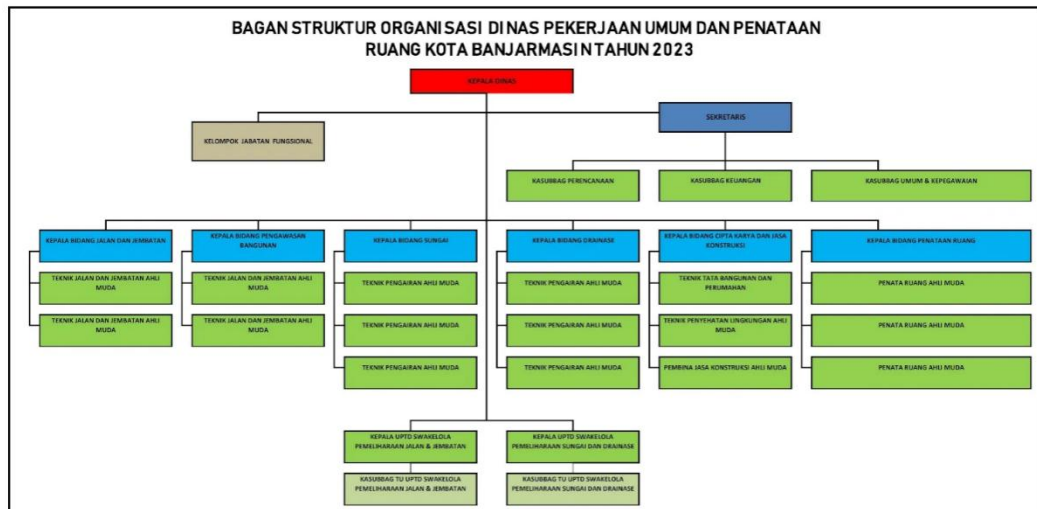 BAGAN STRUKTUR ORGANISASI DINAS PEKERJAAN UMUM DAN PENATAAN
RUANG KOTA BANJARMASIN TAHUN 2023
KEPALA DINAS
SEKRETARIS
KELOMPOK JABATAN FUNGSIONAL
KASUBBAG PERENCANAAN
KASUBBAG KEUANGAN
KASUBBAG UMUM & KEPEGAWAIAN
KEPALA BIDANG JALAN DAN JEMBATAN
KEPALA BIDANG PENGAWASAN
BANGUNAN
KEPALA BIDANG SUNGAI
KEPALA BIDANG DRAINASE
KEPALA BIDANG CIPTA KARYA DAN JASA
KONSTRUKSI
KEPALA BIDANG PENATAAN RUANG
TEKNIK JALAN DAN JEMBATAN AHLI
MUDA
TEKNIK JALAN DAN JEMBATAN AHLI
MUDA
TEKNIK PENGAIRAN AHLI MUDA
TEKNIK PENGAIRAN AHLI MUDA
TEKNIK TATA BANGUNAN DAN
PERUMAHAN
PENATA RUANG AHLI MUDA
TEKNIK JALAN DAN JEMBATAN AHLI
MUDA
TEKNIK JALAN DAN JEMBATAN AHLI
MUDA
TEKNIK PENGAIRAN AHLI MUDA
TEKNIK PENGAIRAN AHLI MUDA
TEKNIK PENYEHATAN LINGKUNGAN AHLI
MUDA
PENATA RUANG AHLI MUDA
TEKNIK PENGAIRAN AHLI MUDA
TEKNIK PENGAIRAN AHLI MUDA
PEMBINA JASA KONSTRUKSI AHLI MUDA
PENATA RUANG AHLI MUDA
KEPALA UPTD SWAKELOLA
PEMELIHARAAN JALAN & JEMBATAN
KEPALA UPTD SWAKELOLA
PEMELIHARAAN SUNGAI DAN DRAINASE
KASUBBAG TU UPTD SWAKELOLA
PEMELIHARAAN JALAN & JEMBATAN
KASUBBAG TU UPTD SWAKELOLA
PEMELIHARAAN SUNGAI DAN DRAINASE